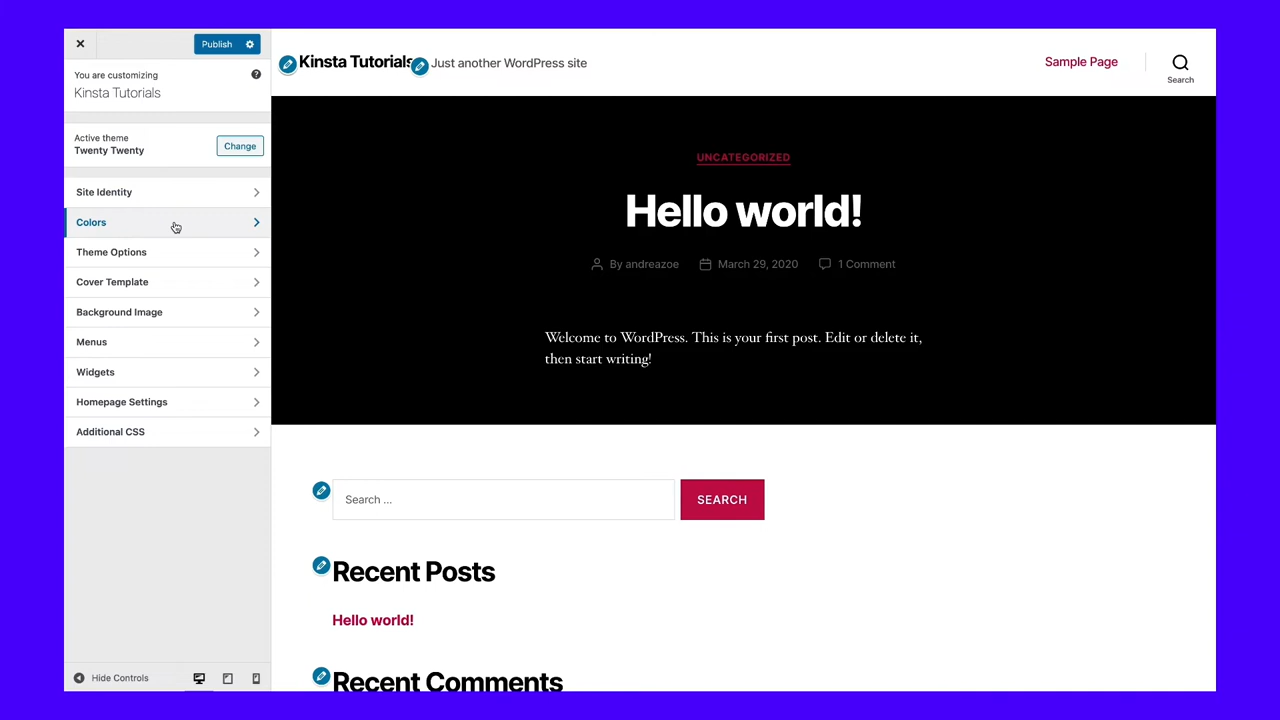 Publish
You are customizing
Kinsta Tutorials
Active theme
Twenty Twenty
Change
Site Identity
Colors
Theme Options
Cover Template
Background Image
Menus
Widgets
Homepage Settings
Additional CSS
Hide Controls
Kinsta Tutorials
Just another WordPress site
Sample Page
Search
UNCATEGORIZED
Hello world!
By andreazoe
March 29, 2020
1 Comment
Welcome to WordPress. This is your first post. Edit or delete it,
then start writing!
Search …
SEARCH
Recent Posts
Hello world!
Recent Comments